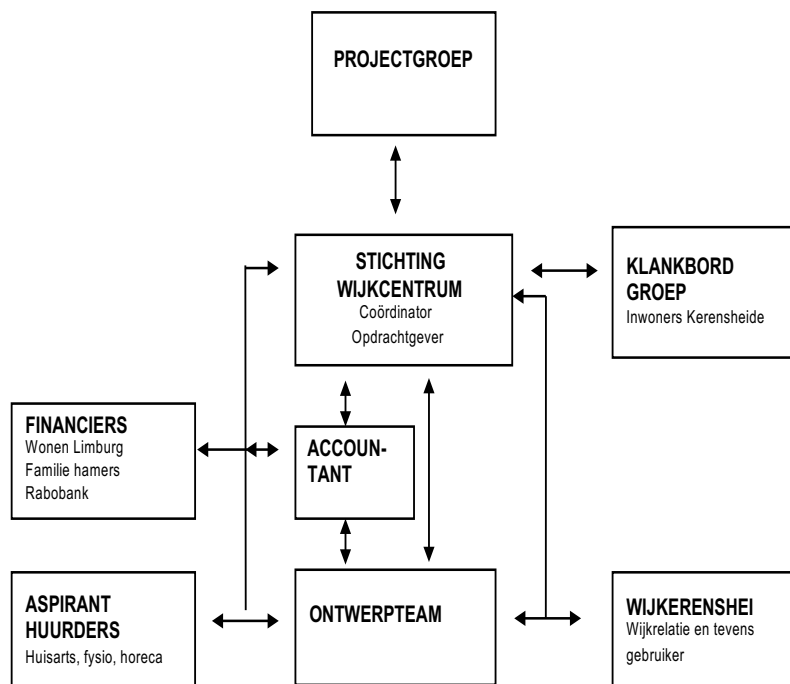 PROJECTGROEP
STICHTING
WIJKCENTRUM
Coördinator
Opdrachtgever
KLANKBORD
GROEP
Inwoners Kerensheide
FINANCIERS
Wonen Limburg
Familie hamers
Rabobank
ACCOUN-
TANT
ASPIRANT
HUURDERS
Huisarts, fysio, horeca
ONTWERPTEAM
WIJKERENSHEI
Wijkrelatie en tevens
gebruiker